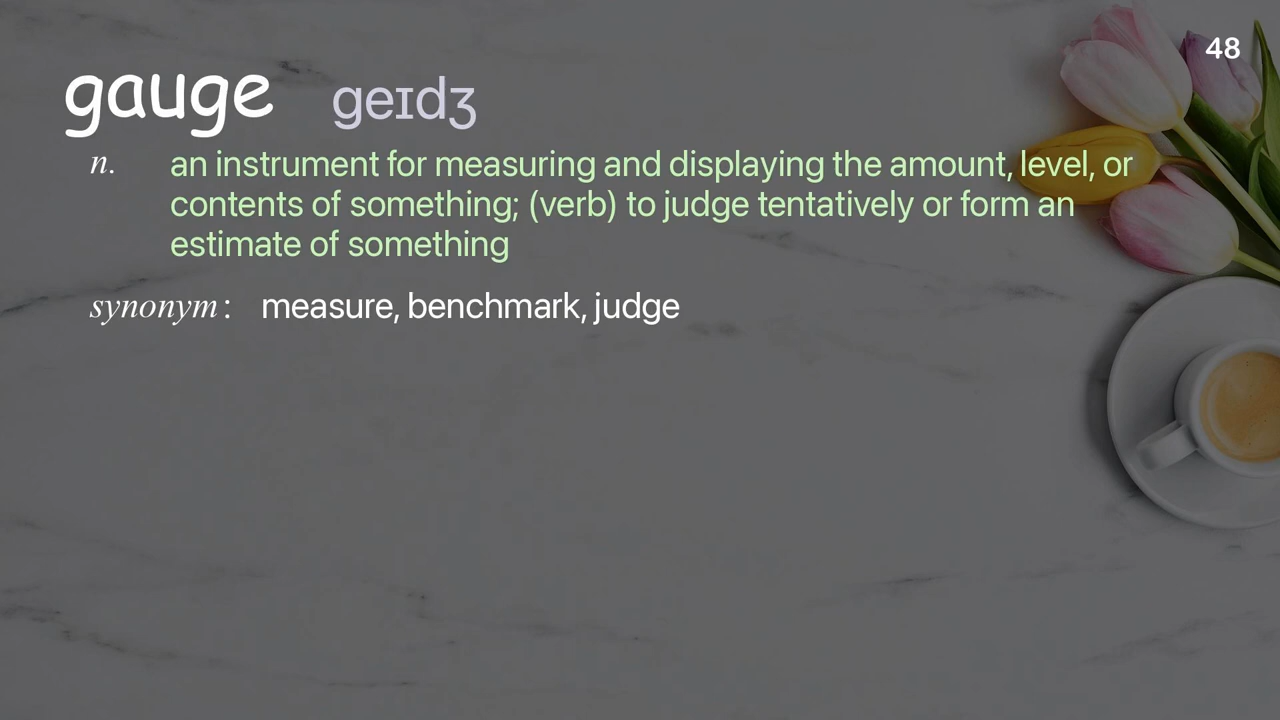 48
gauge geɪdʒ
n. an instrument for measuring and displaying the amount, level, or
contents of something; (verb) to judge tentatively or form an
estimate of something
synonym: measure, benchmark, judge